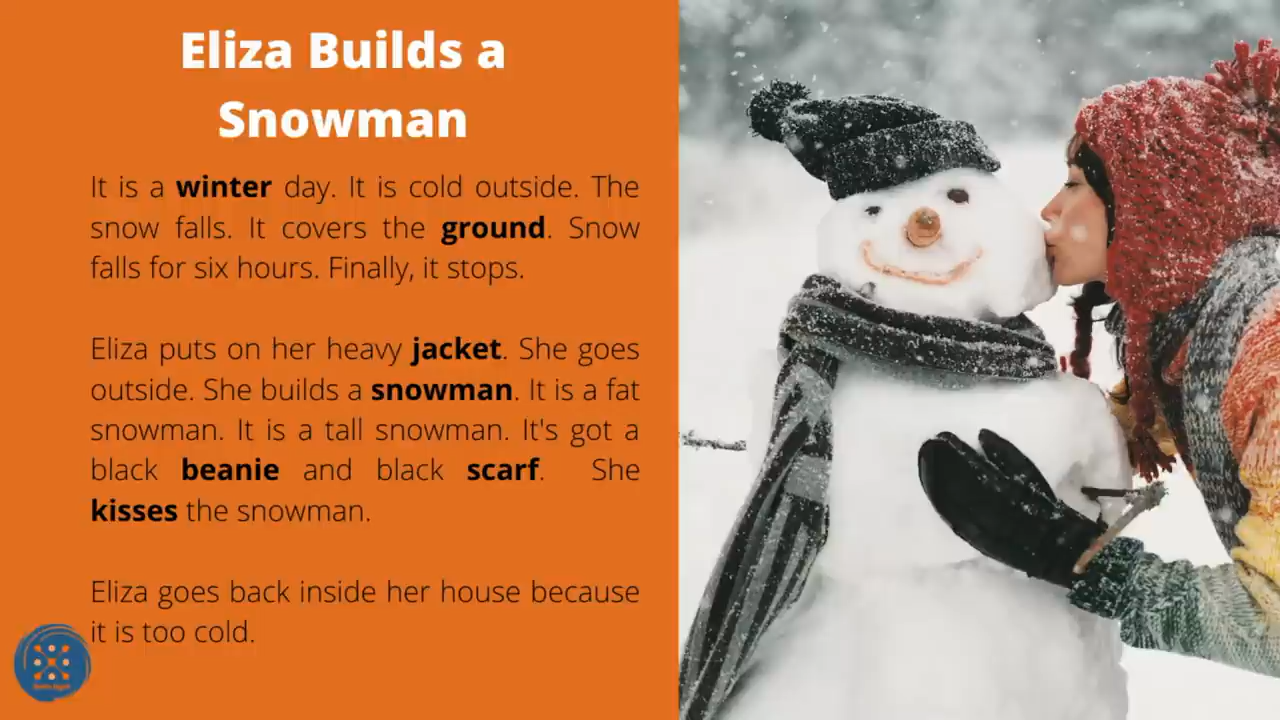 Eliza Builds a
Snowman
It is a winter day. It is cold outside. The
snow falls. It covers the ground. Snow
falls for six hours. Finally, it stops.
Eliza puts on her heavy jacket. She goes
outside. She builds a snowman. It is a fat
snowman. It is a tall snowman. It's got a
black beanie and black scarf. She
kisses the snowman.
Eliza goes back inside her house because
it is too cold.